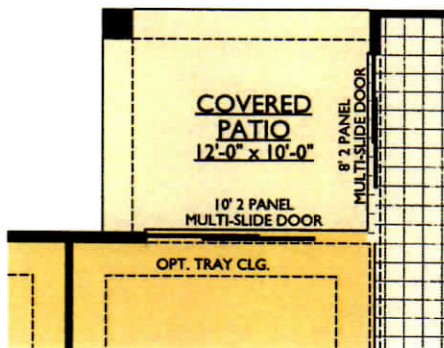 COVERED
PATIO
12'-0" x 10'-0"
8' 2 PANEL
MULTI-SLIDE DOOR
10' 2 PANEL
MULTI-SLIDE DOOR
OPT. TRAY CLG.